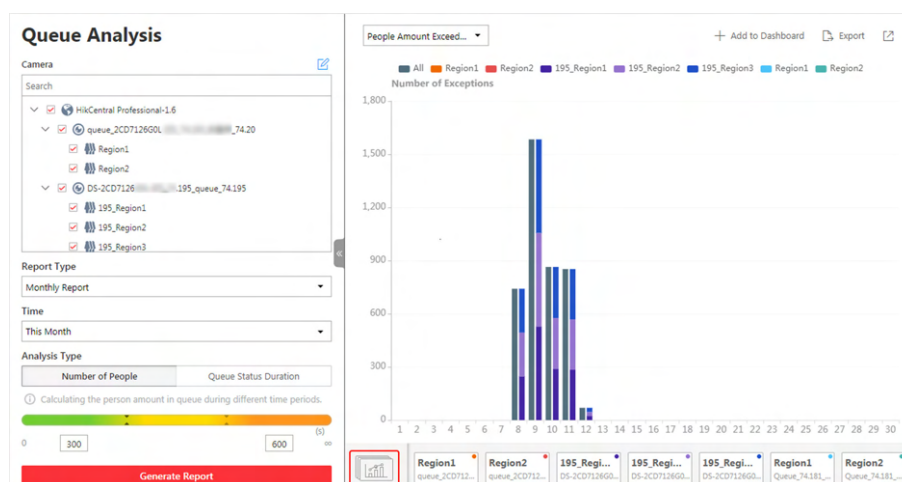 Queue Analysis
Camera
Search
HikCentral Professional-1.6
queue_2CD7126G0L _74.20
Region1
Region2
DS-2CD7126 .195_queue_74.195
195_Region1
195_Region2
195_Region3
Report Type
Monthly Report
Time
This Month
Analysis Type
Number of People
Queue Status Duration
Calculating the person amount in queue during different time periods.
(s)
0 300 600 ∞
Generate Report
People Amount Exceed...
Add to Dashboard
Export
All Region1 Region2 195_Region1 195_Region2 195_Region3 Region1 Region2
Number of Exceptions
1,800
1,500
1,200
900
600
300
0
1 2 3 4 5 6 7 8 9 10 11 12 13 14 15 16 17 18 19 20 21 22 23 24 25 26 27 28 29 30
Region1 Region2 195_Regi... 195_Regi... 195_Regi... Region1 Region2
queue_2CD712... queue_2CD712... DS-2CD7126G0... DS-2CD7126G0... DS-2CD7126G0... Queue_74.181_... Queue_74.181_...